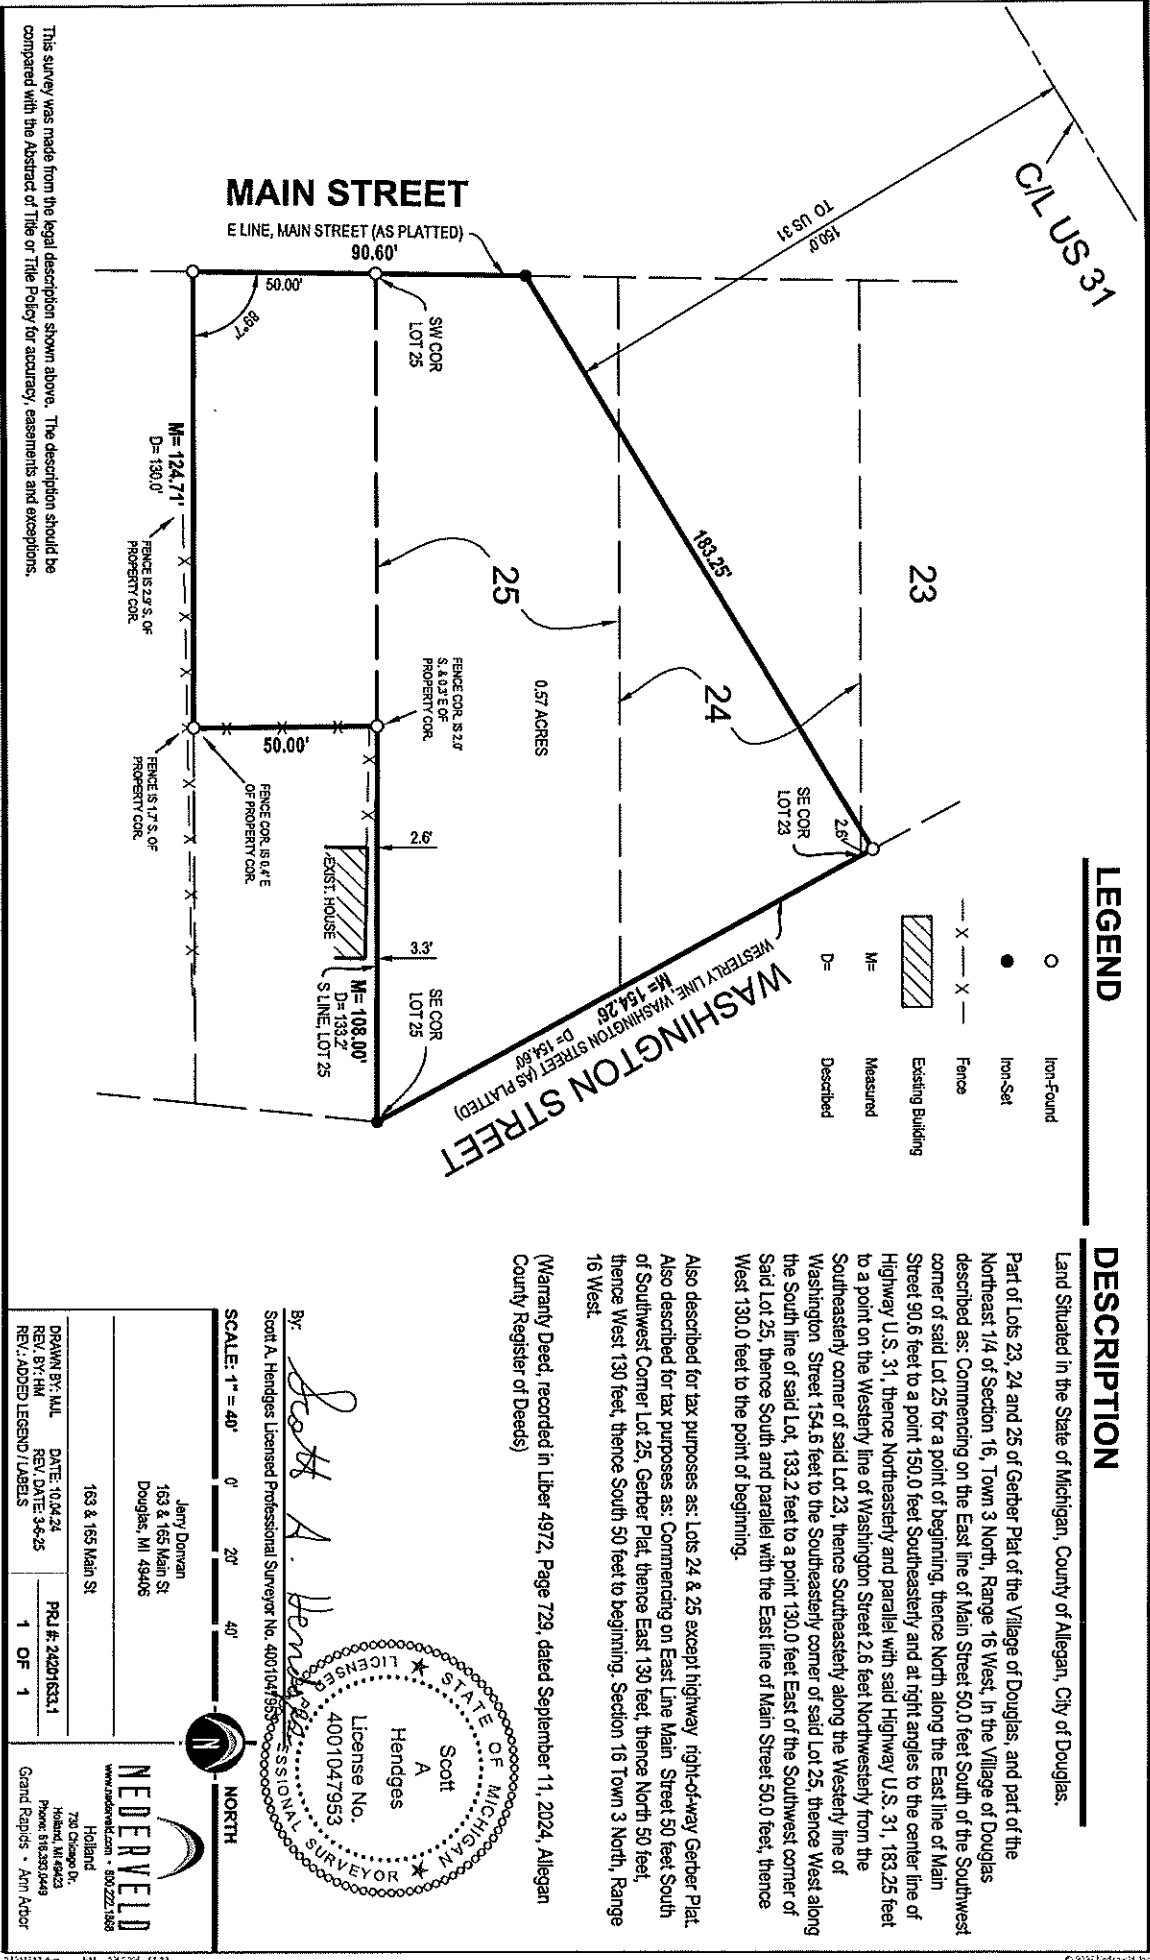 C/L US 31
150.0'
TO US 31
MAIN STREET
E LINE, MAIN STREET (AS PLATTED)
90.60'
50.00'
89°7'
SW COR
LOT 25
23
183.25'
25
24
0.57 ACRES
SE COR
LOT 23
2.6'
M= 124.71'
D= 130.0'
FENCE IS 2.9' S. OF
PROPERTY COR.
FENCE COR. IS 2.0'
S. & 0.3' E OF
PROPERTY COR.
50.00'
FENCE COR. IS 0.4' E
OF PROPERTY COR.
FENCE IS 1.7' S. OF
PROPERTY COR.
2.6'
EXIST. HOUSE
3.3'
M= 108.00'
D= 133.2'
S LINE, LOT 25
SE COR
LOT 25
WASHINGTON STREET
WESTERLY LINE, WASHINGTON STREET (AS PLATTED)
M= 154.26'
D= 154.60'
This survey was made from the legal description shown above. The description should be
compared with the Abstract of Title or Title Policy for accuracy, easements and exceptions.
LEGEND
Iron-Found
Iron-Set
— X — X — Fence
Existing Building
M= Measured
D= Described
DESCRIPTION
Land Situated in the State of Michigan, County of Allegan, City of Douglas.
Part of Lots 23, 24 and 25 of Gerber Plat of the Village of Douglas, and part of the
Northeast 1/4 of Section 16, Town 3 North, Range 16 West, In the Village of Douglas
described as: Commencing on the East line of Main Street 50.0 feet South of the Southwest
corner of said Lot 25 for a point of beginning, thence North along the East line of Main
Street 90.6 feet to a point 150.0 feet Southeasterly and at right angles to the center line of
Highway U.S. 31, thence Northeasterly and parallel with said Highway U.S. 31, 183.25 feet
to a point on the Westerly line of Washington Street 2.6 feet Northwesterly from the
Southeasterly corner of said Lot 23, thence Southeasterly along the Westerly line of
Washington Street 154.6 feet to the Southeasterly corner of said Lot 25, thence West along
the South line of said Lot, 133.2 feet to a point 130.0 feet East of the Southwest corner of
Said Lot 25, thence South and parallel with the East line of Main Street 50.0 feet, thence
West 130.0 feet to the point of beginning.
Also described for tax purposes as: Lots 24 & 25 except highway right-of-way Gerber Plat.
Also described for tax purposes as: Commencing on East Line Main Street 50 feet South
of Southwest Corner Lot 25, Gerber Plat, thence East 130 feet, thence North 50 feet,
thence West 130 feet, thence South 50 feet to beginning. Section 16 Town 3 North, Range
16 West.
(Warranty Deed, recorded in Liber 4972, Page 729, dated September 11, 2024, Allegan
County Register of Deeds)
By: Scott A. Hendges
Scott A. Hendges Licensed Professional Surveyor No. 4001047953
STATE OF MICHIGAN
LICENSED
SSIONAL SURVEYOR
Scott
A
Hendges
License No.
4001047953
SCALE: 1" = 40' 0' 20' 40'
N
NORTH
Jerry Donvan
163 & 165 Main St
Douglas, MI 49406
163 & 165 Main St
DRAWN BY: MJL DATE: 10.04.24
REV. BY: HM REV. DATE: 3-6-25
REV.: ADDED LEGEND / LABELS
PRJ #: 24201633.1
1 OF 1
NEDERVELD
www.nederveld.com • 800.222.1868
Holland
730 Chicago Dr.
Holland, MI 49423
Phone: 616.393.0449
Grand Rapids • Ann Arbor